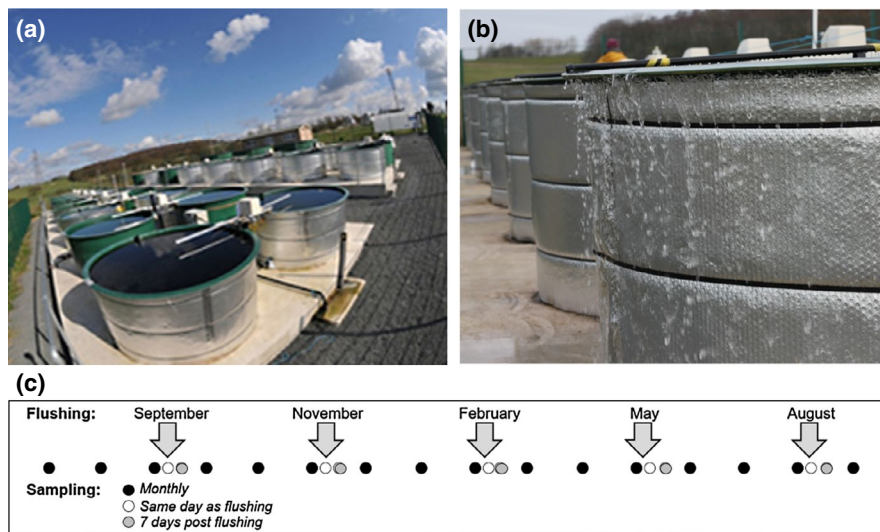 (a)
(b)
(c)
Flushing: September November February May August
Sampling:
Monthly
Same day as flushing
7 days post flushing